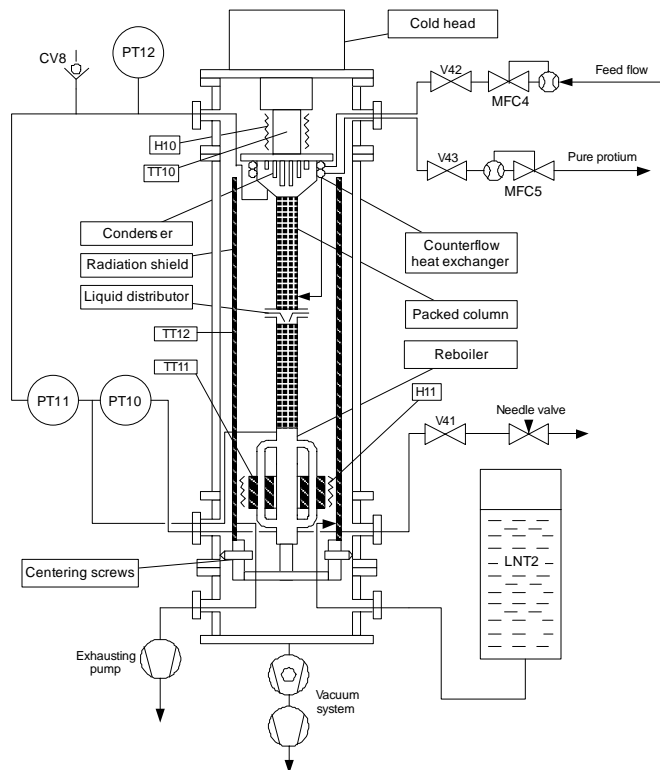 Cold head
CV8
PT12
V42
MFC4
Feed flow
H10
TT10
V43
MFC5
Pure protium
Condenser
Radiation shield
Liquid distributor
Counterflow
heat exchanger
Packed column
TT12
TT11
Reboiler
H11
PT11
PT10
V41
Needle valve
LNT2
Centering screws
Exhausting
pump
Vacuum
system